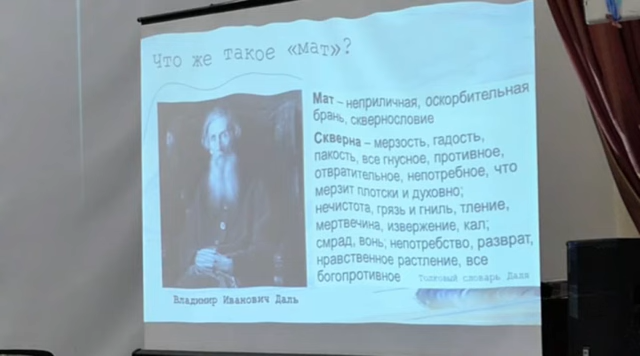 Что же такое «мат»?
Мат – неприличная, оскорбительная
брань, сквернословие
Скверна – мерзость, гадость,
пакость, все гнусное, противное,
отвратительное, непотребное, что
мерзит плотски и духовно;
нечистота, грязь и гниль, тление,
мертвечина, извержение, кал;
смрад, вонь; непотребство, разврат,
нравственное растление, все
богопротивное
Толковый словарь Даля
Владимир Иванович Даль